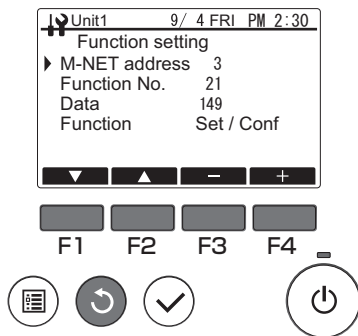 Unit1 9/ 4 FRI PM 2:30
Function setting
M-NET address 3
Function No. 21
Data 149
Function Set / Conf
− +
F1 F2 F3 F4